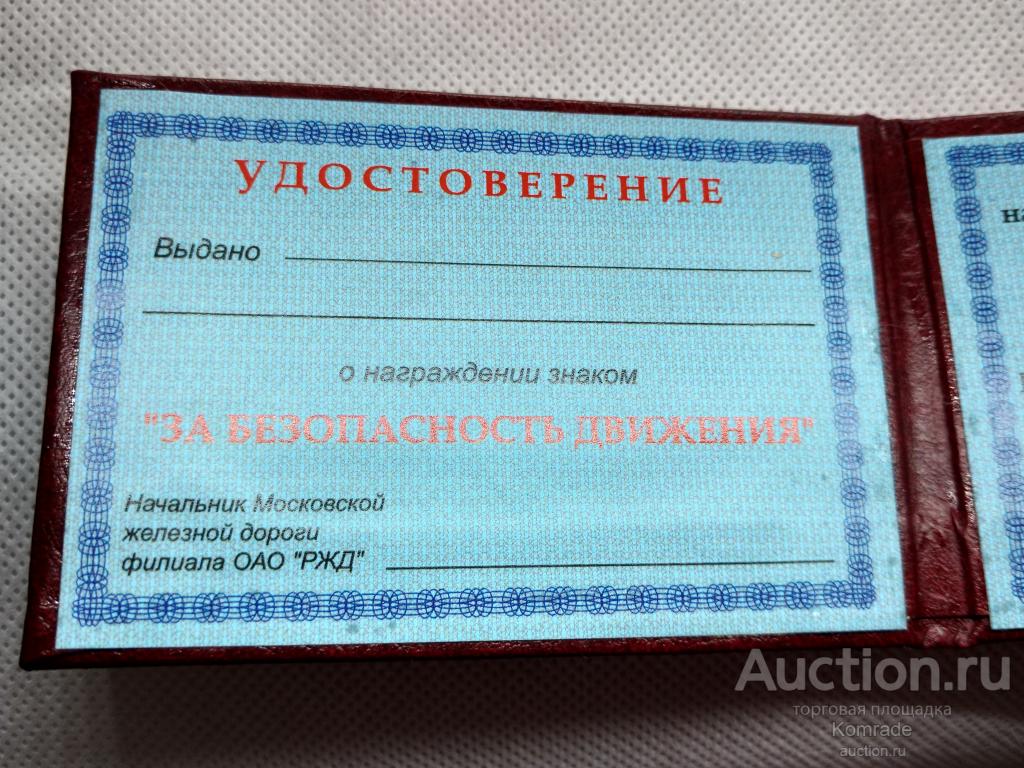 УДОСТОВЕРЕНИЕ
Выдано
о награждении знаком
"ЗА БЕЗОПАСНОСТЬ ДВИЖЕНИЯ"
Начальник Московской
железной дороги
филиала ОАО "РЖД"
на
Auction.ru
торговая площадка
Komrade
auction.ru